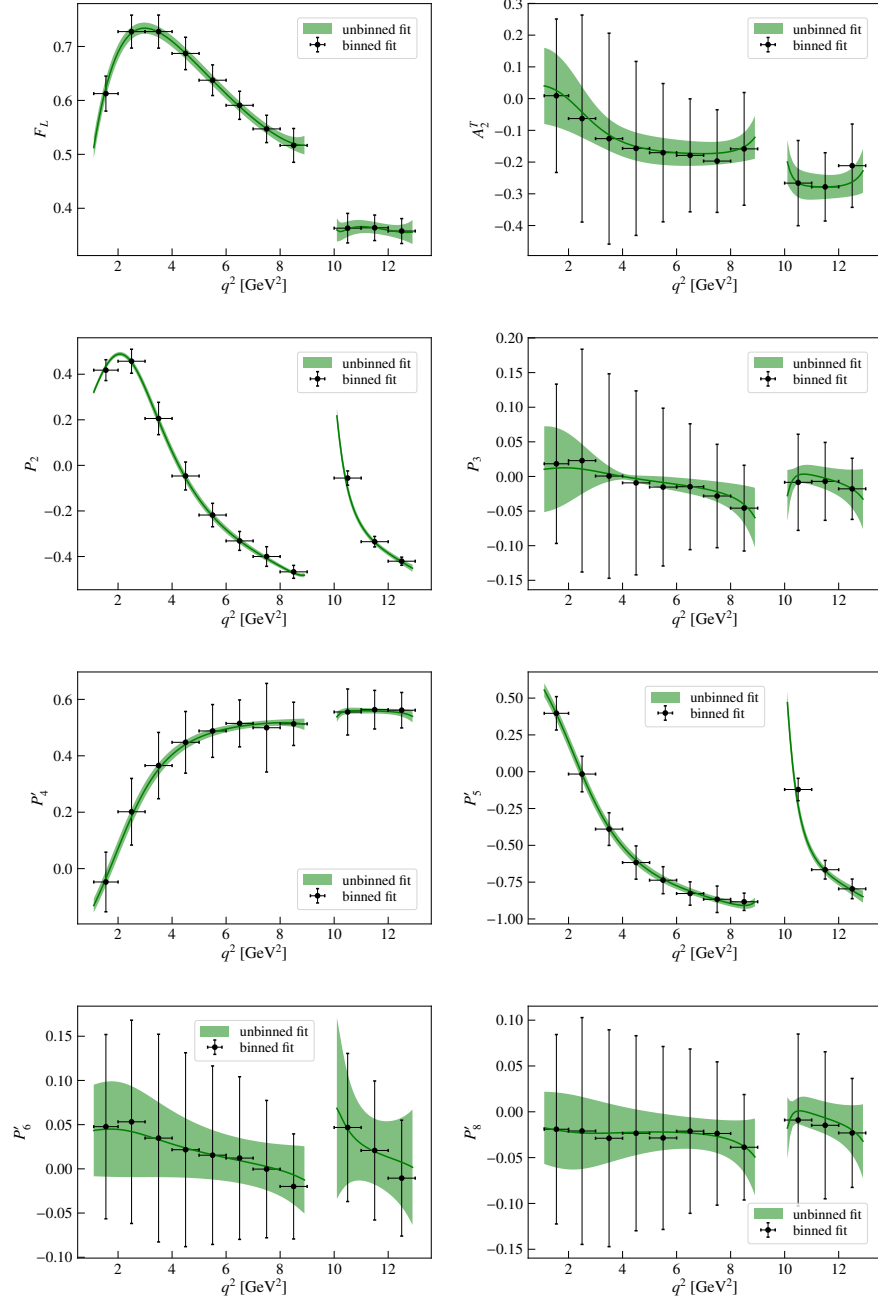 unbinned fit
binned fit
F_L
0.7
0.6
0.5
0.4
2 4 6 8 10 12
q² [GeV²]
unbinned fit
binned fit
A_2^T
0.3
0.2
0.1
0.0
−0.1
−0.2
−0.3
−0.4
2 4 6 8 10 12
q² [GeV²]
unbinned fit
binned fit
P_2
0.4
0.2
0.0
−0.2
−0.4
2 4 6 8 10 12
q² [GeV²]
unbinned fit
binned fit
P_3
0.20
0.15
0.10
0.05
0.00
−0.05
−0.10
−0.15
2 4 6 8 10 12
q² [GeV²]
unbinned fit
binned fit
P′_4
0.6
0.4
0.2
0.0
2 4 6 8 10 12
q² [GeV²]
unbinned fit
binned fit
P′_5
0.50
0.25
0.00
−0.25
−0.50
−0.75
−1.00
2 4 6 8 10 12
q² [GeV²]
unbinned fit
binned fit
P′_6
0.15
0.10
0.05
0.00
−0.05
−0.10
2 4 6 8 10 12
q² [GeV²]
unbinned fit
binned fit
P′_8
0.10
0.05
0.00
−0.05
−0.10
−0.15
2 4 6 8 10 12
q² [GeV²]